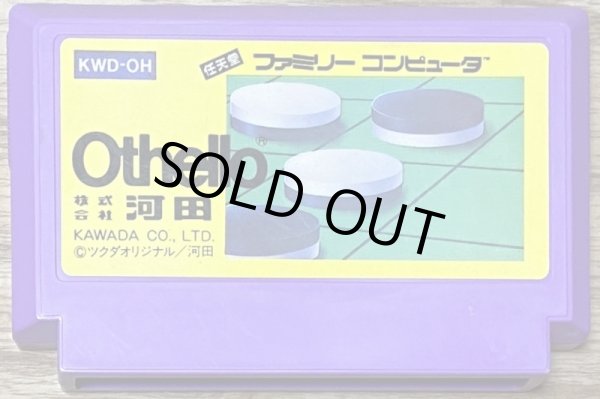 KWD-OH
任天堂 ファミリー コンピュータ™
Othello®
SOLD OUT
株式
会社 河田
KAWADA CO., LTD.
©ツクダオリジナル/河田